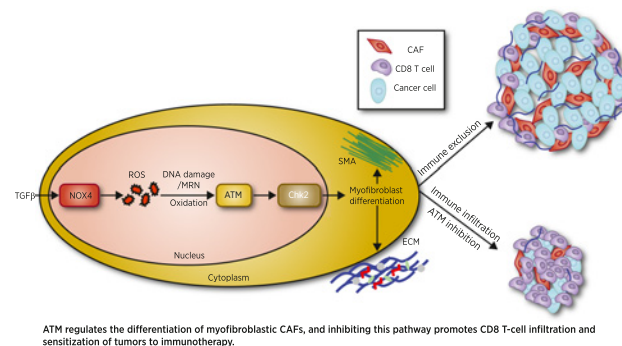 CAF
CD8 T cell
Cancer cell
Immune exclusion
SMA
ROS
DNA damage
/MRN
TGFβ
NOX4
ATM
Chk2
Myofibroblast
differentiation
Oxidation
Immune infiltration
ATM inhibition
ECM
Nucleus
Cytoplasm
ATM regulates the differentiation of myofibroblastic CAFs, and inhibiting this pathway promotes CD8 T-cell infiltration and
sensitization of tumors to immunotherapy.